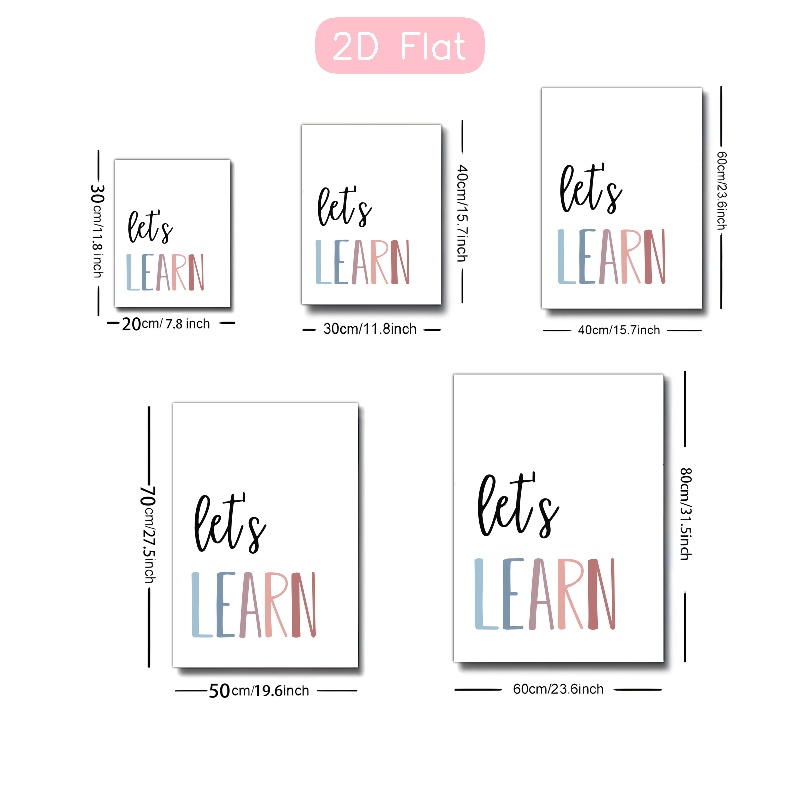 2D Flat
let's
LEARN
30cm/11.8 inch
20cm/ 7.8 inch
let's
LEARN
40cm/15.7inch
30cm/11.8inch
let's
LEARN
60cm/23.6inch
40cm/15.7inch
let's
LEARN
70cm/27.5inch
50cm/19.6inch
let's
LEARN
80cm/31.5inch
60cm/23.6inch